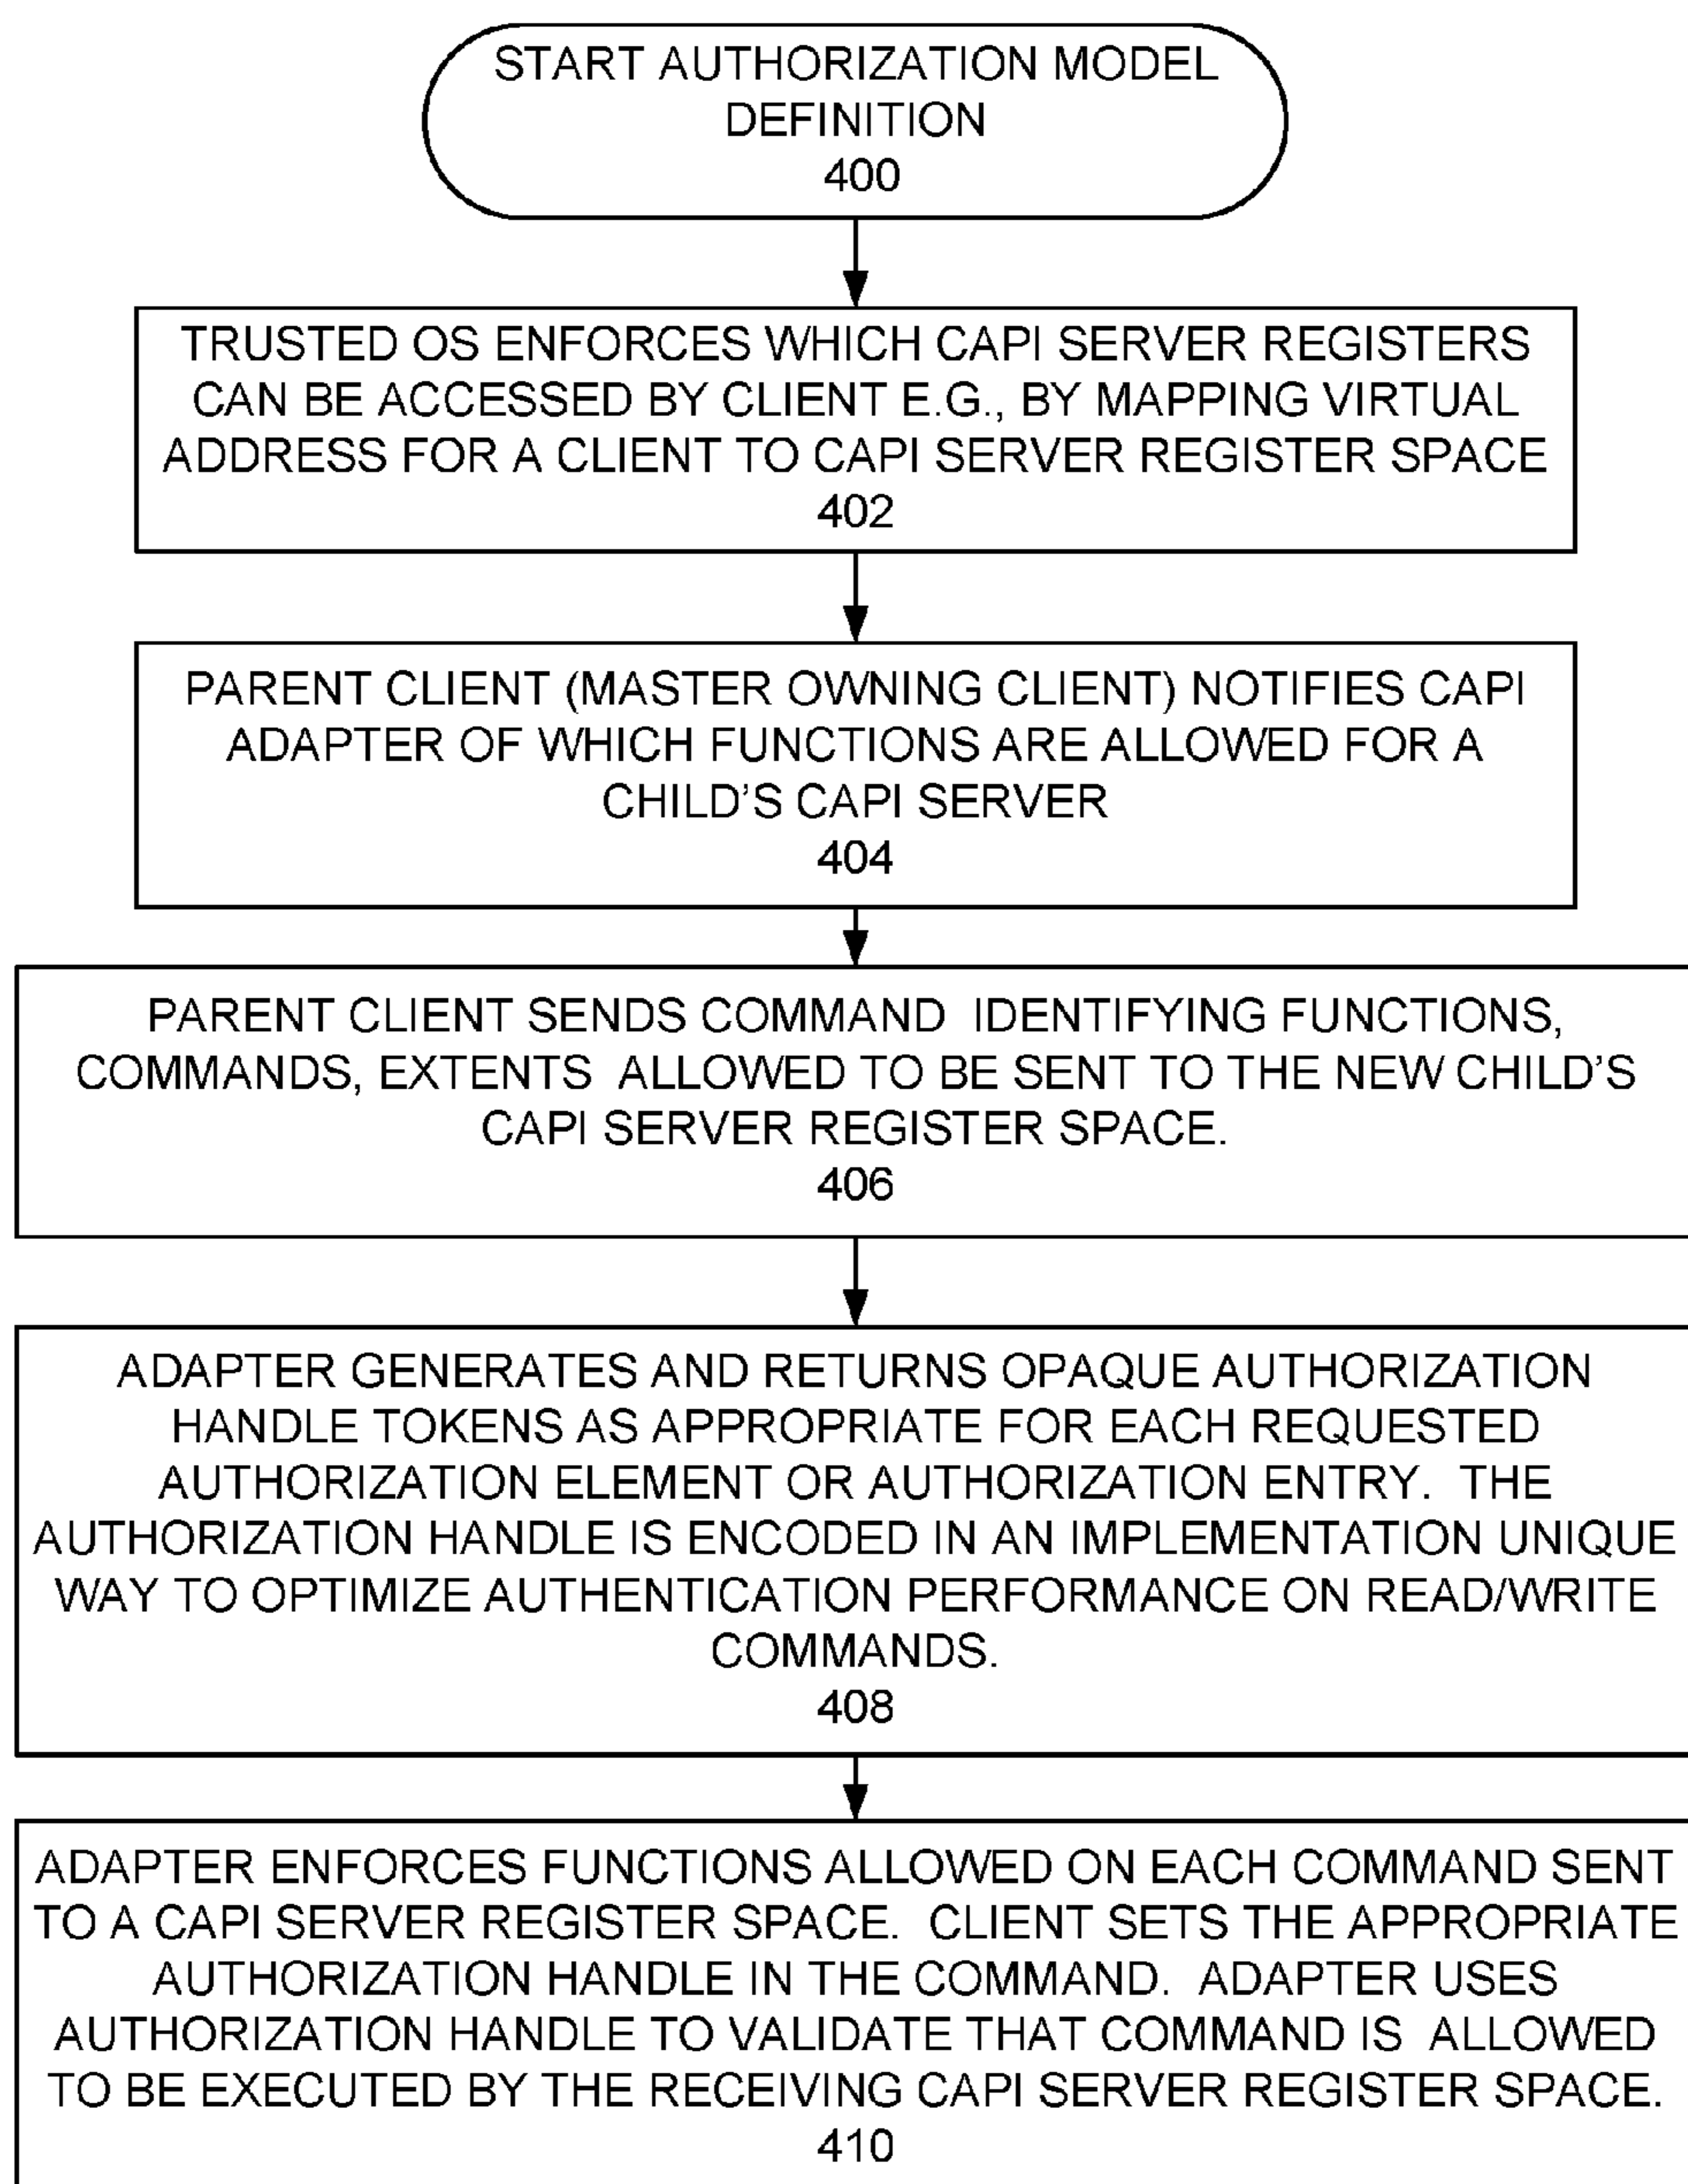 START AUTHORIZATION MODEL
DEFINITION
400
TRUSTED OS ENFORCES WHICH CAPI SERVER REGISTERS
CAN BE ACCESSED BY CLIENT E.G., BY MAPPING VIRTUAL
ADDRESS FOR A CLIENT TO CAPI SERVER REGISTER SPACE
402
PARENT CLIENT (MASTER OWNING CLIENT) NOTIFIES CAPI
ADAPTER OF WHICH FUNCTIONS ARE ALLOWED FOR A
CHILD'S CAPI SERVER
404
PARENT CLIENT SENDS COMMAND IDENTIFYING FUNCTIONS,
COMMANDS, EXTENTS ALLOWED TO BE SENT TO THE NEW CHILD'S
CAPI SERVER REGISTER SPACE.
406
ADAPTER GENERATES AND RETURNS OPAQUE AUTHORIZATION
HANDLE TOKENS AS APPROPRIATE FOR EACH REQUESTED
AUTHORIZATION ELEMENT OR AUTHORIZATION ENTRY. THE
AUTHORIZATION HANDLE IS ENCODED IN AN IMPLEMENTATION UNIQUE
WAY TO OPTIMIZE AUTHENTICATION PERFORMANCE ON READ/WRITE
COMMANDS.
408
ADAPTER ENFORCES FUNCTIONS ALLOWED ON EACH COMMAND SENT
TO A CAPI SERVER REGISTER SPACE. CLIENT SETS THE APPROPRIATE
AUTHORIZATION HANDLE IN THE COMMAND. ADAPTER USES
AUTHORIZATION HANDLE TO VALIDATE THAT COMMAND IS ALLOWED
TO BE EXECUTED BY THE RECEIVING CAPI SERVER REGISTER SPACE.
410